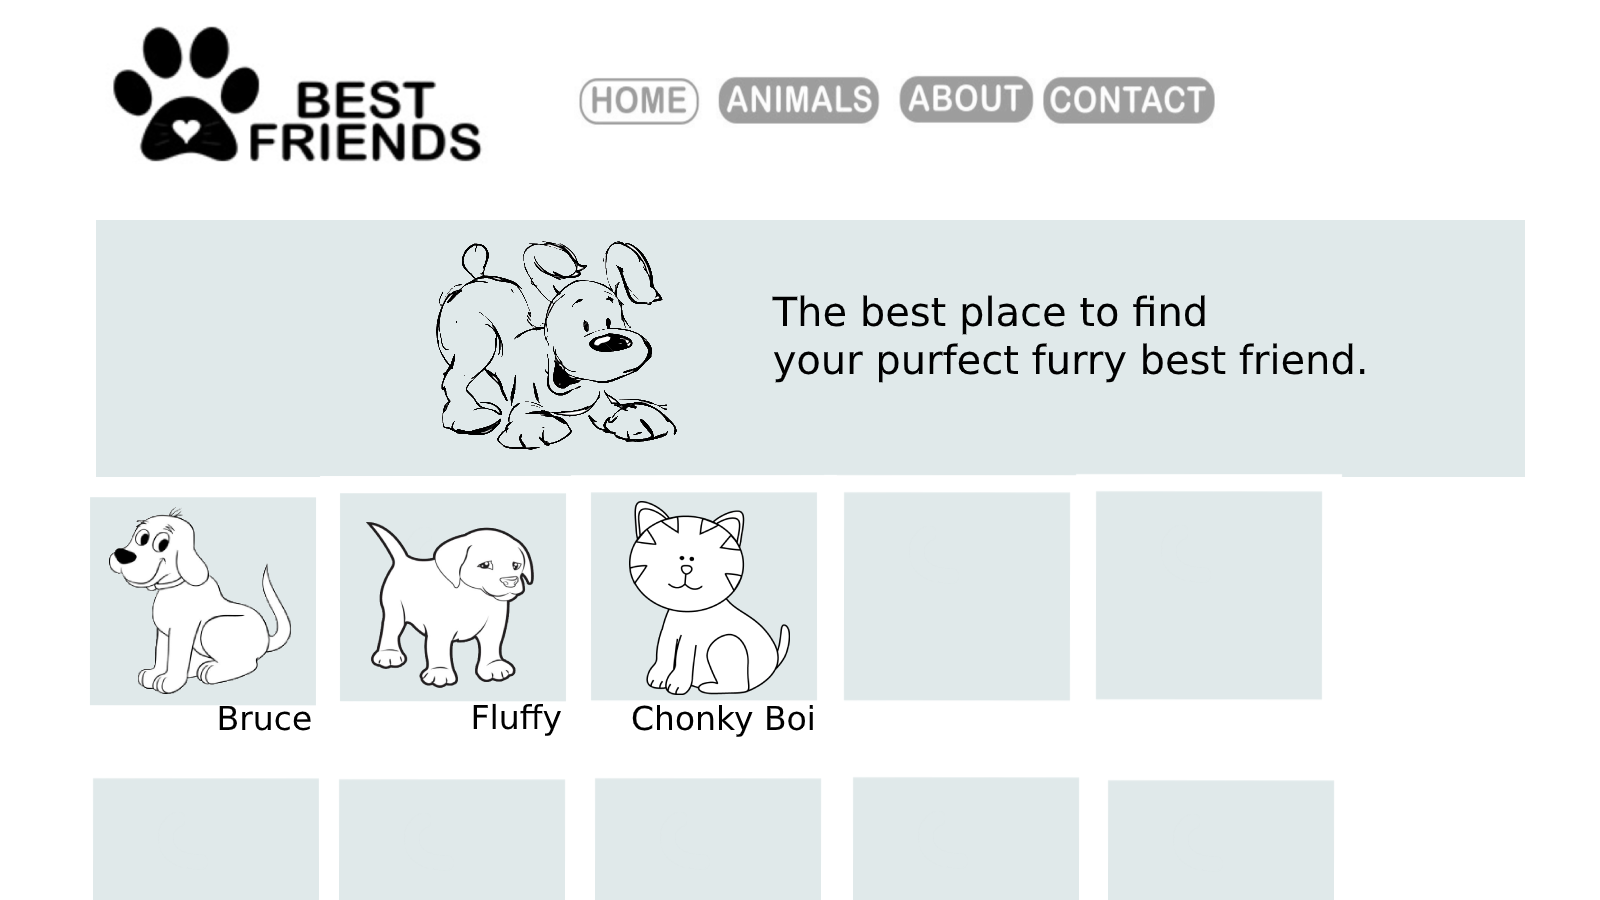 BEST
FRIENDS
HOME ANIMALS ABOUT CONTACT
The best place to find
your purfect furry best friend.
Bruce Fluffy Chonky Boi